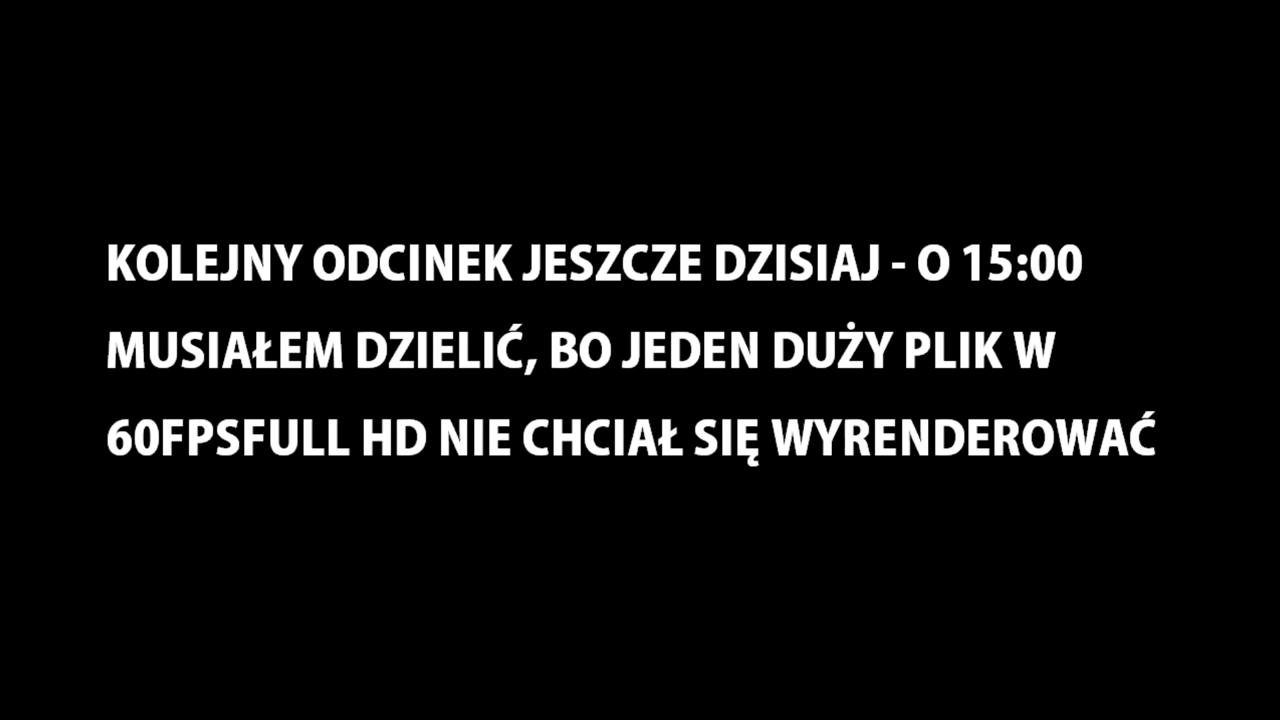 KOLEJNY ODCINEK JESZCZE DZISIAJ - O 15:00
MUSIAŁEM DZIELIĆ, BO JEDEN DUŻY PLIK W
60FPSFULL HD NIE CHCIAŁ SIĘ WYRENDEROWAĆ